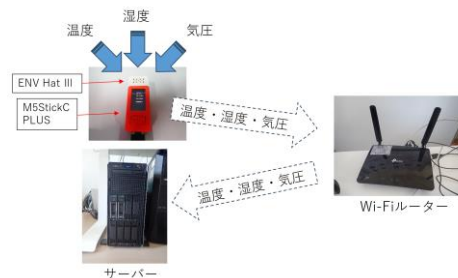 湿度
温度
気圧
ENV Hat III
M5StickC
PLUS
温度・湿度・気圧
温度・湿度・気圧
Wi-Fiルーター
サーバー